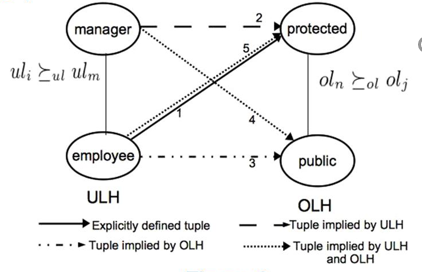 manager
2
protected
5
ul_i ⪰_ul ul_m
ol_n ⪰_ol ol_j
1
4
employee
3
public
ULH
OLH
Explicitly defined tuple
Tuple implied by ULH
Tuple implied by OLH
Tuple implied by ULH
and OLH